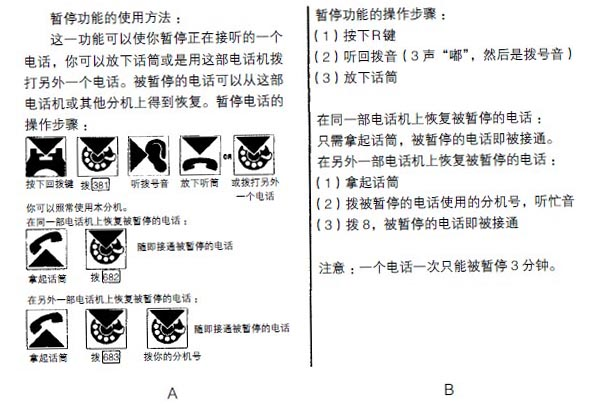 暂停功能的使用方法：
这一功能可以使你暂停正在接听的一个
电话，你可以放下话筒或是用这部电话机拨
打另外一个电话。被暂停的电话可以从这部
电话机或其他分机上得到恢复。暂停电话的
操作步骤：
OR
按下回拨键 拨381 听拨号音 放下听筒 或拨打另外
一个电话
你可以照常使用本分机。
在同一部电话机上恢复被暂停的电话：
随即接通被暂停的电话
拿起话筒 拨682
在另外一部电话机上恢复被暂停的电话：
随即接通被暂停的电话
拿起话筒 拨683 拨你的分机号
A
暂停功能的操作步骤：
(1) 按下R键
(2) 听回拨音（3声“嘟”，然后是拨号音）
(3) 放下话筒
在同一部电话机上恢复被暂停的电话：
只需拿起话筒，被暂停的电话即被接通。
在另外一部电话机上恢复被暂停的电话：
(1) 拿起话筒
(2) 拨被暂停的电话使用的分机号，听忙音
(3) 拨8，被暂停的电话即被接通
注意：一个电话一次只能被暂停3分钟。
B